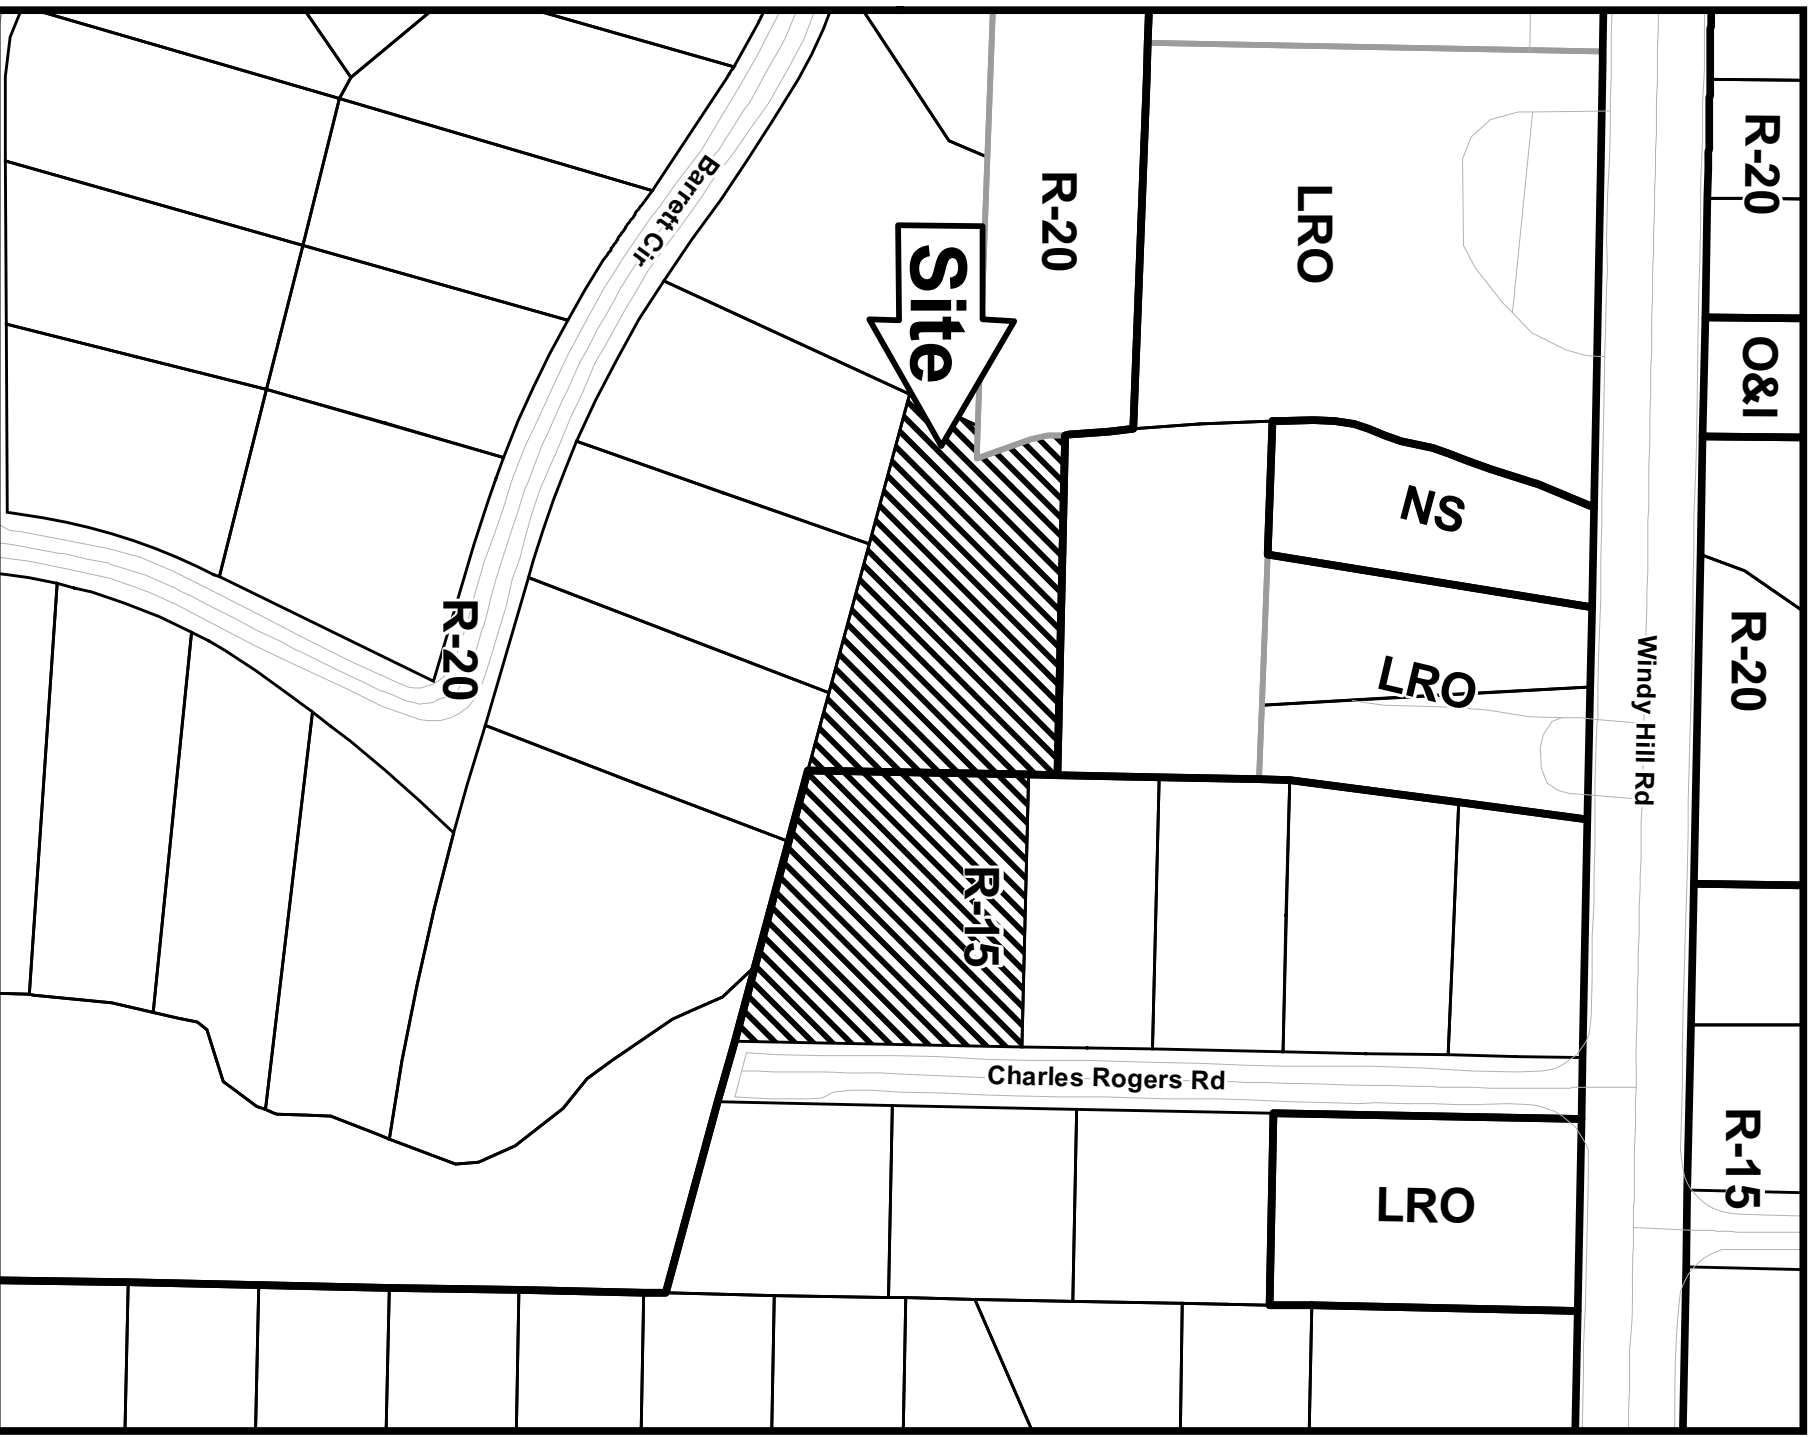 R-20
Barrett Cir
R-20
LRO
Site
O&I
NS
R-20
LRO
R-20
Windy Hill Rd
R-15
Charles Rogers Rd
R-15
LRO